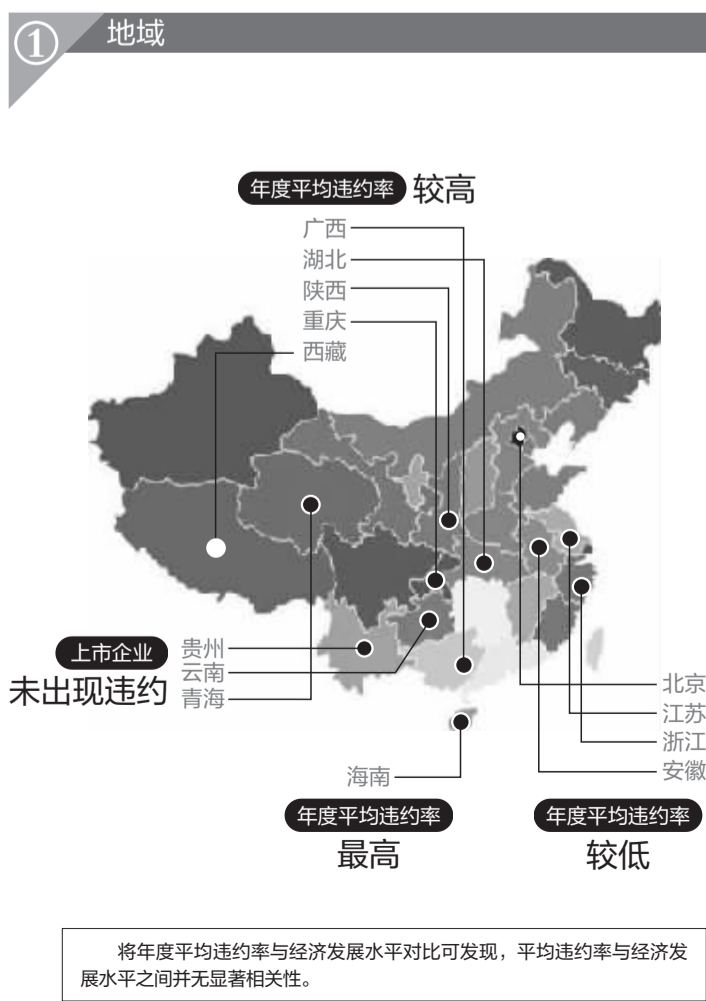 ① 地域
年度平均违约率 较高
广西
湖北
陕西
重庆
西藏
上市企业
未出现违约
贵州
云南
青海
北京
江苏
浙江
安徽
海南
年度平均违约率
最高
年度平均违约率
较低
将年度平均违约率与经济发展水平对比可发现，平均违约率与经济发
展水平之间并无显著相关性。